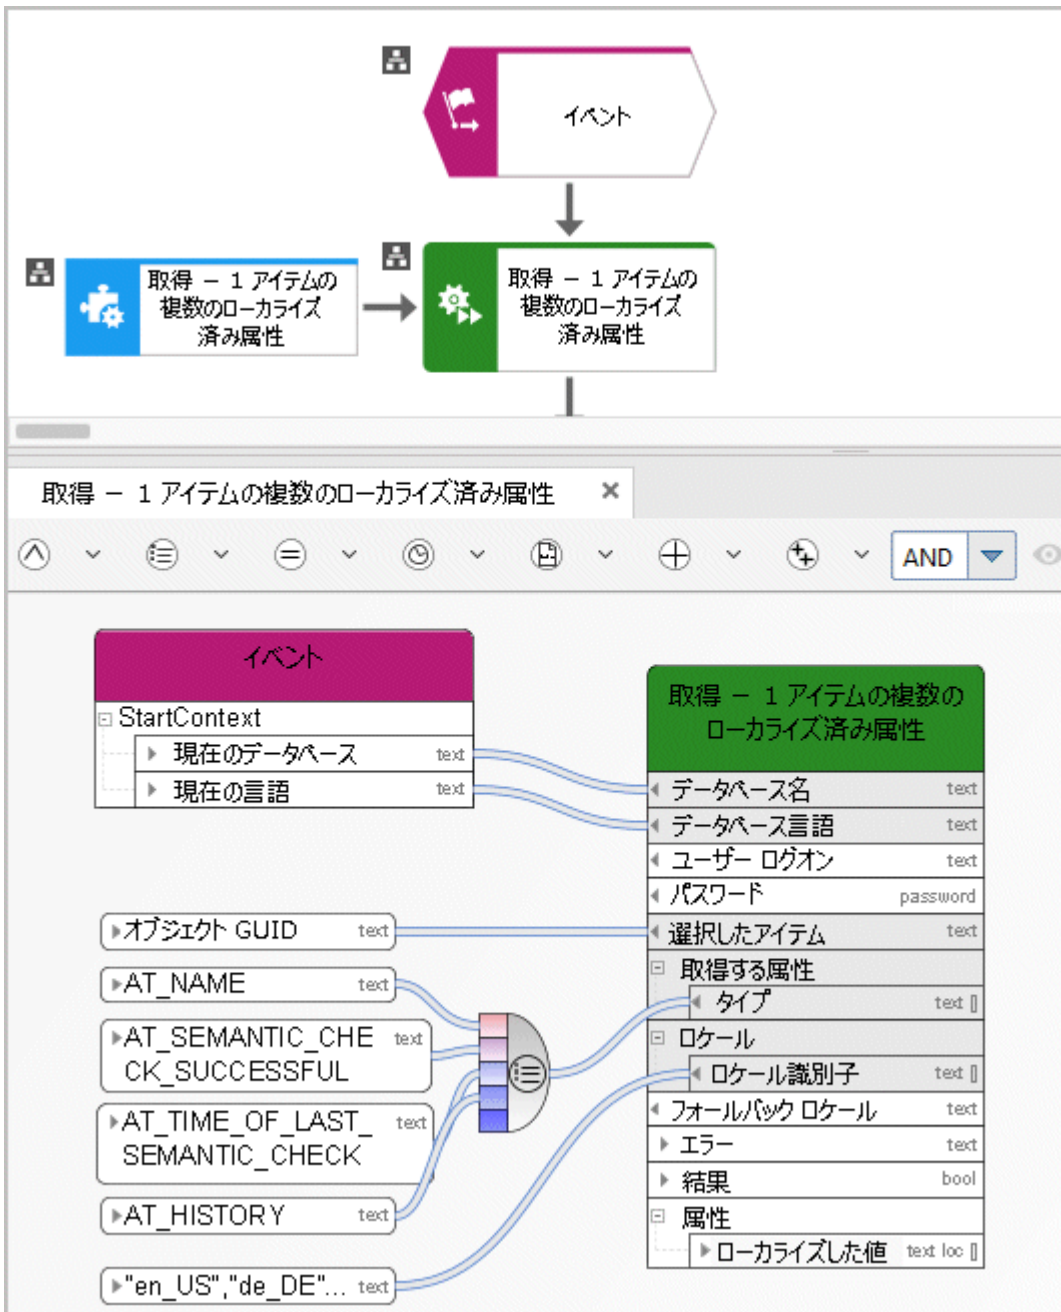 イベント
取得 － 1 アイテムの
複数のローカライズ
済み属性
取得 － 1 アイテムの
複数のローカライズ
済み属性
取得 － 1 アイテムの複数のローカライズ済み属性
AND
イベント
StartContext
現在のデータベース text
現在の言語 text
取得 － 1 アイテムの複数の
ローカライズ済み属性
データベース名 text
データベース言語 text
ユーザー ログオン text
パスワード password
選択したアイテム text
取得する属性
タイプ text []
ロケール
ロケール識別子 text []
フォールバック ロケール text
エラー text
結果 bool
属性
ローカライズした値 text loc []
オブジェクト GUID text
AT_NAME text
AT_SEMANTIC_CHE text
CK_SUCCESSFUL
AT_TIME_OF_LAST_ text
SEMANTIC_CHECK
AT_HISTORY text
"en_US","de_DE"... text